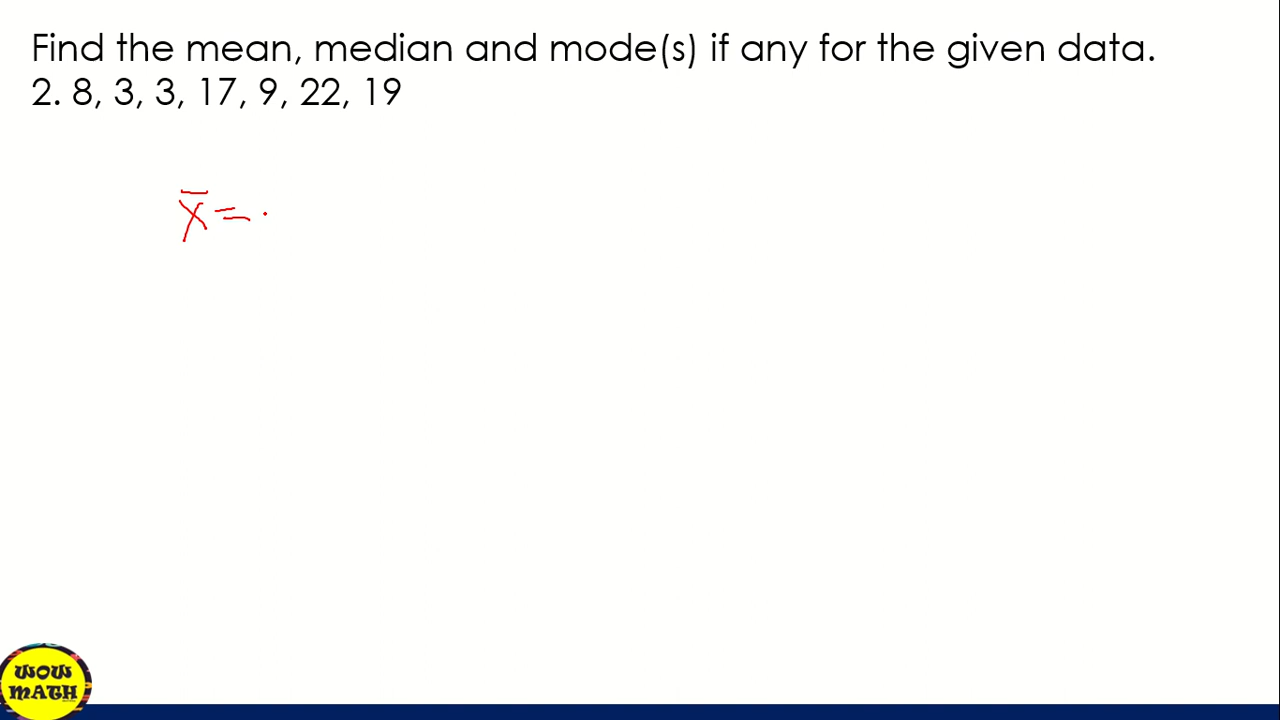 Find the mean, median and mode(s) if any for the given data.
2. 8, 3, 3, 17, 9, 22, 19
x̅ =
WOW
MATH